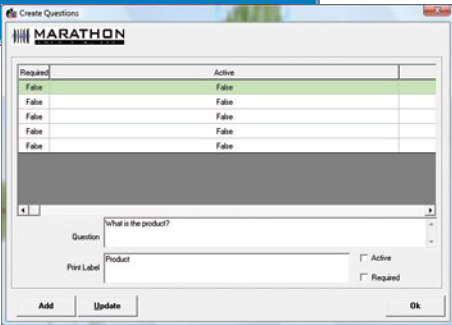 Create Questions
MARATHON
Required Active
False False
False False
False False
False False
False False
Question What is the product?
Print Label Product
Active
Required
Add Update Ok